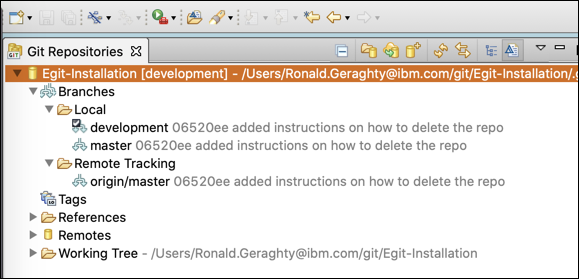 Git Repositories
Egit-Installation [development] - /Users/Ronald.Geraghty@ibm.com/git/Egit-Installation/.g
Branches
Local
development 06520ee added instructions on how to delete the repo
master 06520ee added instructions on how to delete the repo
Remote Tracking
origin/master 06520ee added instructions on how to delete the repo
Tags
References
Remotes
Working Tree - /Users/Ronald.Geraghty@ibm.com/git/Egit-Installation